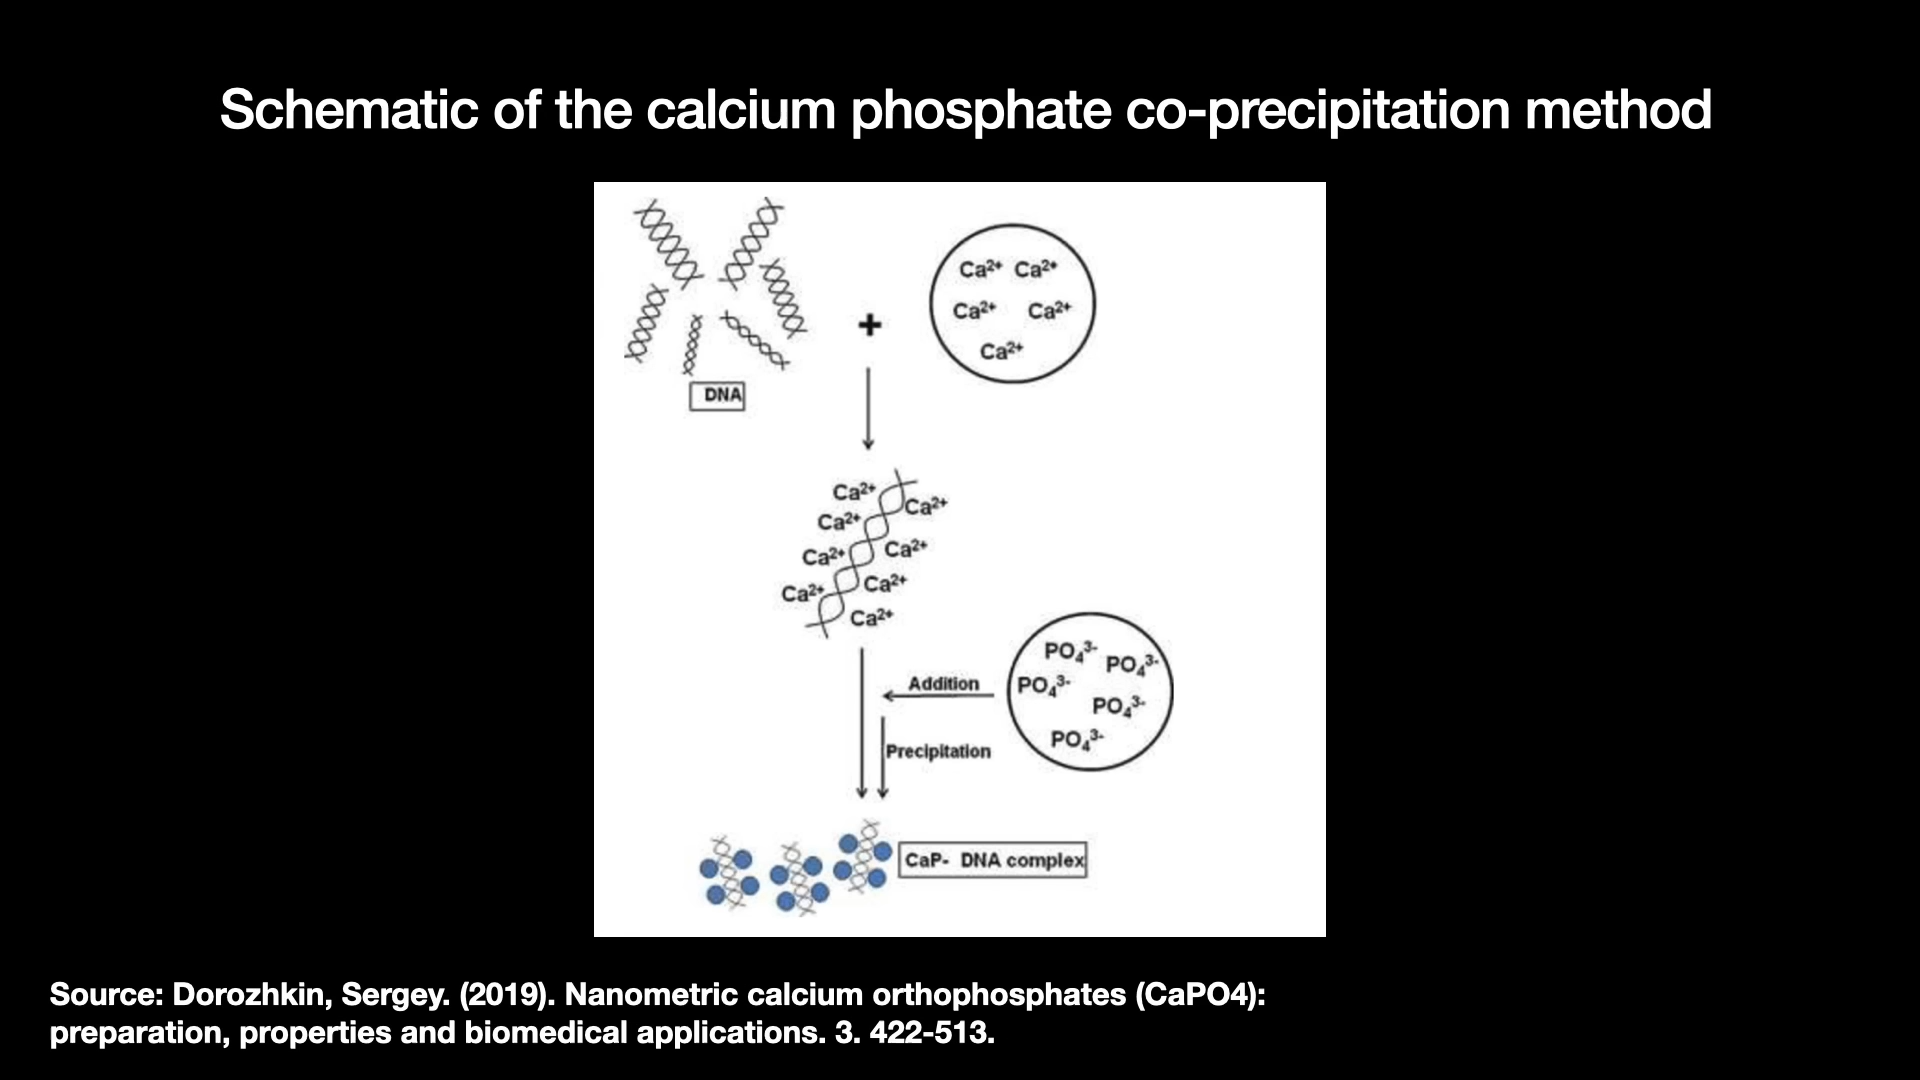 Schematic of the calcium phosphate co-precipitation method
Ca²⁺ Ca²⁺
Ca²⁺ Ca²⁺
Ca²⁺
DNA
+
Ca²⁺
Ca²⁺
Ca²⁺
Ca²⁺
Ca²⁺
Ca²⁺
Ca²⁺
Ca²⁺
PO₄³⁻ PO₄³⁻
PO₄³⁻
PO₄³⁻
PO₄³⁻
Addition
Precipitation
CaP- DNA complex
Source: Dorozhkin, Sergey. (2019). Nanometric calcium orthophosphates (CaPO4):
preparation, properties and biomedical applications. 3. 422-513.